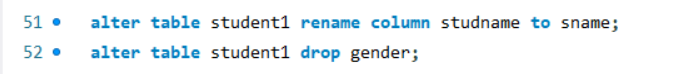 51 • alter table student1 rename column studname to sname;
52 • alter table student1 drop gender;